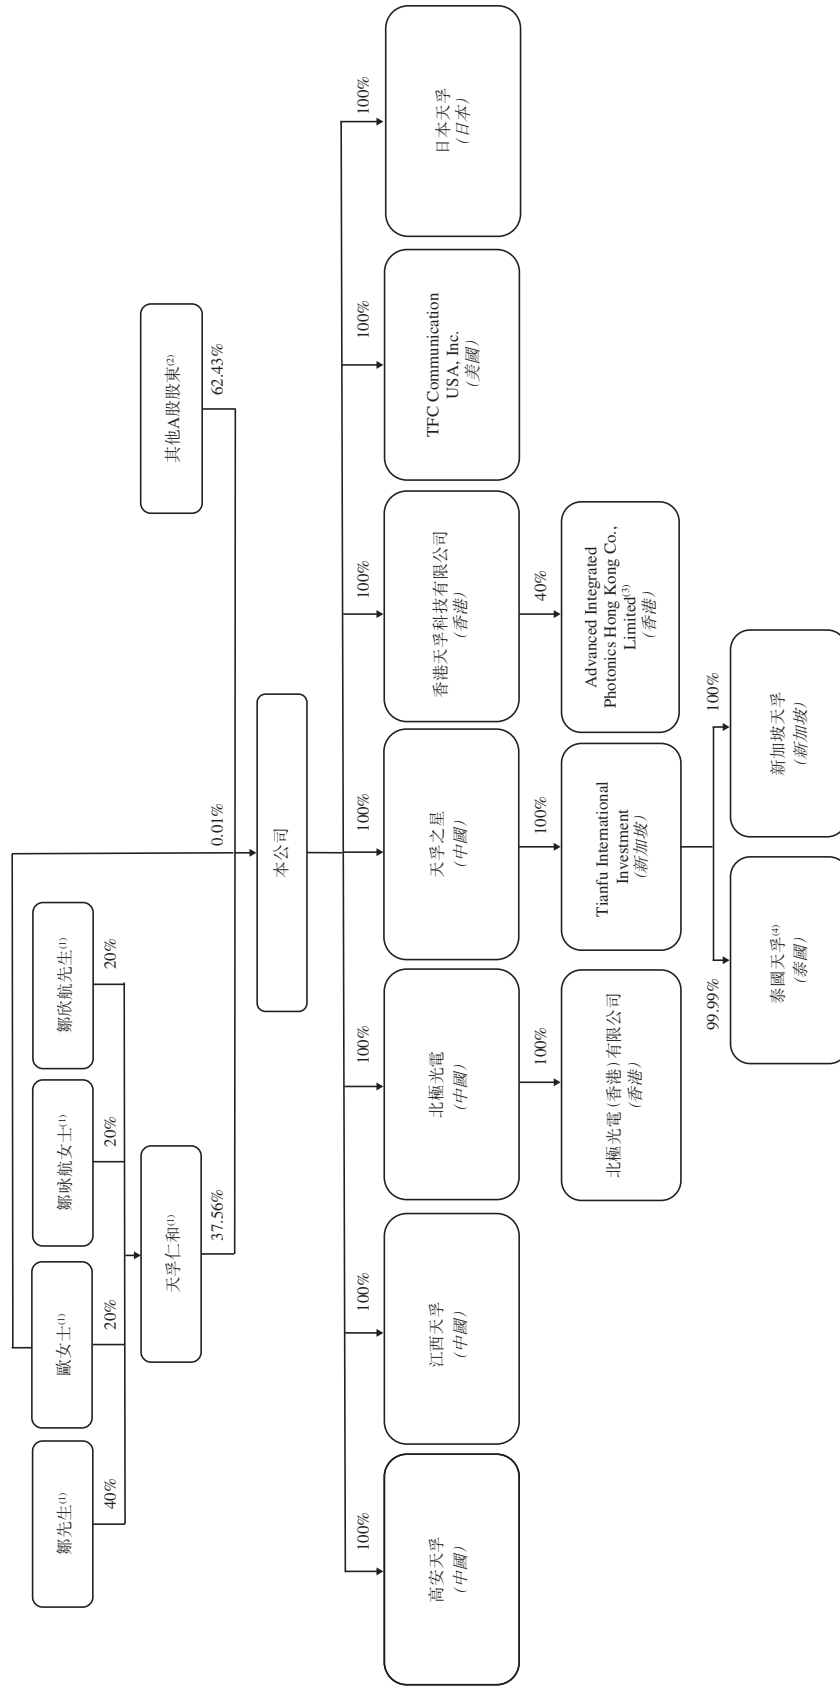 鄒先生(1)
歐女士(1)
鄒咏航女士(1)
鄒欣航先生(1)
40%
20%
20%
20%
天孚仁和(1)
其他A股股東(2)
37.56%
0.01%
62.43%
本公司
100%
100%
100%
100%
100%
100%
100%
高安天孚
(中國)
江西天孚
(中國)
北極光電
(中國)
天孚之星
(中國)
香港天孚科技有限公司
(香港)
TFC Communication
USA, Inc.
(美國)
日本天孚
(日本)
100%
100%
40%
北極光電(香港)有限公司
(香港)
Tianfu International
Investment
(新加坡)
Advanced Integrated
Photonics Hong Kong Co.,
Limited(3)
(香港)
99.99%
100%
泰國天孚(4)
(泰國)
新加坡天孚
(新加坡)